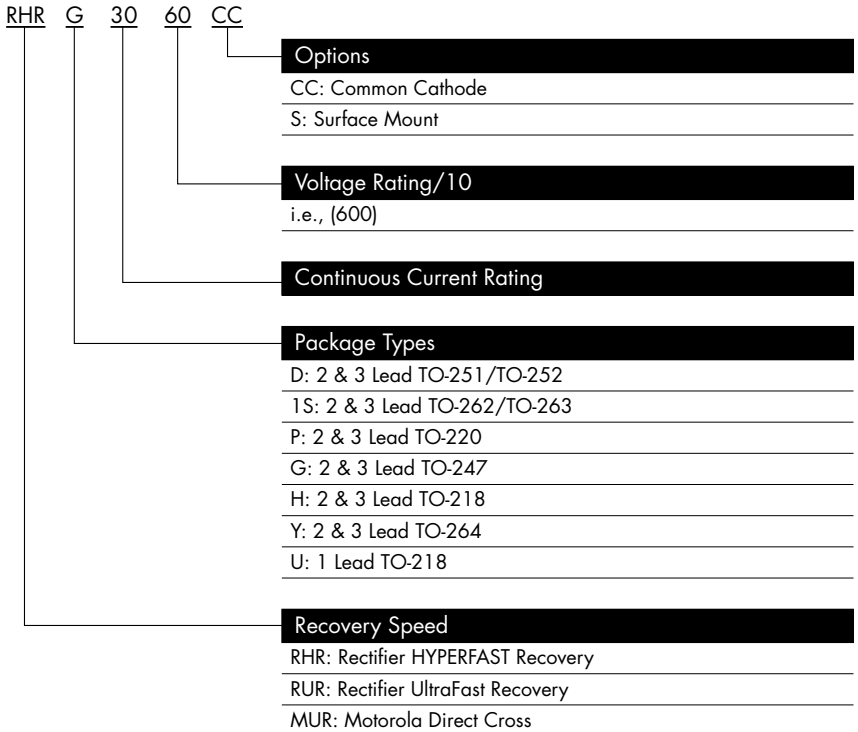 RHR G 30 60 CC
Options
CC: Common Cathode
S: Surface Mount
Voltage Rating/10
i.e., (600)
Continuous Current Rating
Package Types
D: 2 & 3 Lead TO-251/TO-252
1S: 2 & 3 Lead TO-262/TO-263
P: 2 & 3 Lead TO-220
G: 2 & 3 Lead TO-247
H: 2 & 3 Lead TO-218
Y: 2 & 3 Lead TO-264
U: 1 Lead TO-218
Recovery Speed
RHR: Rectifier HYPERFAST Recovery
RUR: Rectifier UltraFast Recovery
MUR: Motorola Direct Cross